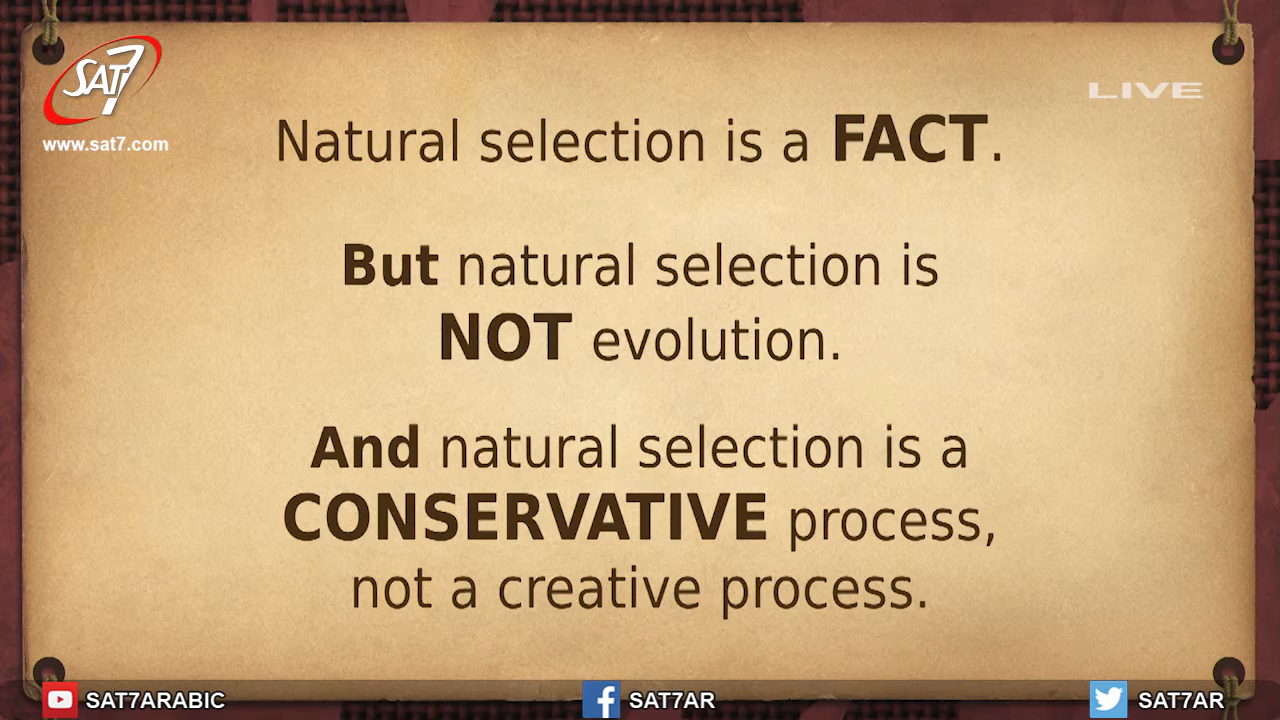 SAT7
www.sat7.com
LIVE
Natural selection is a FACT.
But natural selection is
NOT evolution.
And natural selection is a
CONSERVATIVE process,
not a creative process.
SAT7ARABIC
SAT7AR
SAT7AR